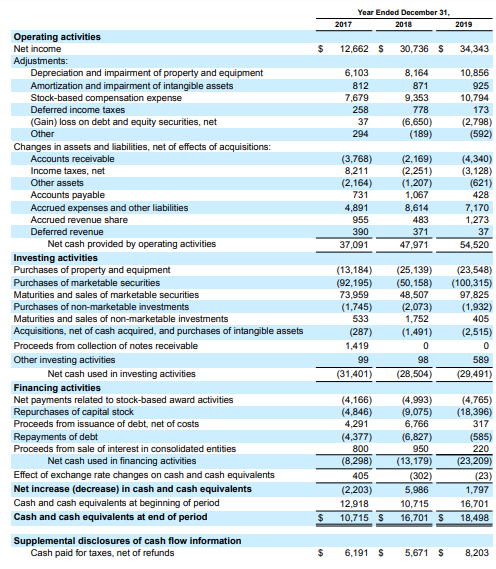 Year Ended December 31,
2017 2018 2019
Operating activities
Net income $ 12,662 $ 30,736 $ 34,343
Adjustments:
Depreciation and impairment of property and equipment 6,103 8,164 10,856
Amortization and impairment of intangible assets 812 871 925
Stock-based compensation expense 7,679 9,353 10,794
Deferred income taxes 258 778 173
(Gain) loss on debt and equity securities, net 37 (6,650) (2,798)
Other 294 (189) (592)
Changes in assets and liabilities, net of effects of acquisitions:
Accounts receivable (3,768) (2,169) (4,340)
Income taxes, net 8,211 (2,251) (3,128)
Other assets (2,164) (1,207) (621)
Accounts payable 731 1,067 428
Accrued expenses and other liabilities 4,891 8,614 7,170
Accrued revenue share 955 483 1,273
Deferred revenue 390 371 37
Net cash provided by operating activities 37,091 47,971 54,520
Investing activities
Purchases of property and equipment (13,184) (25,139) (23,548)
Purchases of marketable securities (92,195) (50,158) (100,315)
Maturities and sales of marketable securities 73,959 48,507 97,825
Purchases of non-marketable investments (1,745) (2,073) (1,932)
Maturities and sales of non-marketable investments 533 1,752 405
Acquisitions, net of cash acquired, and purchases of intangible assets (287) (1,491) (2,515)
Proceeds from collection of notes receivable 1,419 0 0
Other investing activities 99 98 589
Net cash used in investing activities (31,401) (28,504) (29,491)
Financing activities
Net payments related to stock-based award activities (4,166) (4,993) (4,765)
Repurchases of capital stock (4,846) (9,075) (18,396)
Proceeds from issuance of debt, net of costs 4,291 6,766 317
Repayments of debt (4,377) (6,827) (585)
Proceeds from sale of interest in consolidated entities 800 950 220
Net cash used in financing activities (8,298) (13,179) (23,209)
Effect of exchange rate changes on cash and cash equivalents 405 (302) (23)
Net increase (decrease) in cash and cash equivalents (2,203) 5,986 1,797
Cash and cash equivalents at beginning of period 12,918 10,715 16,701
Cash and cash equivalents at end of period $ 10,715 $ 16,701 $ 18,498
Supplemental disclosures of cash flow information
Cash paid for taxes, net of refunds $ 6,191 $ 5,671 $ 8,203